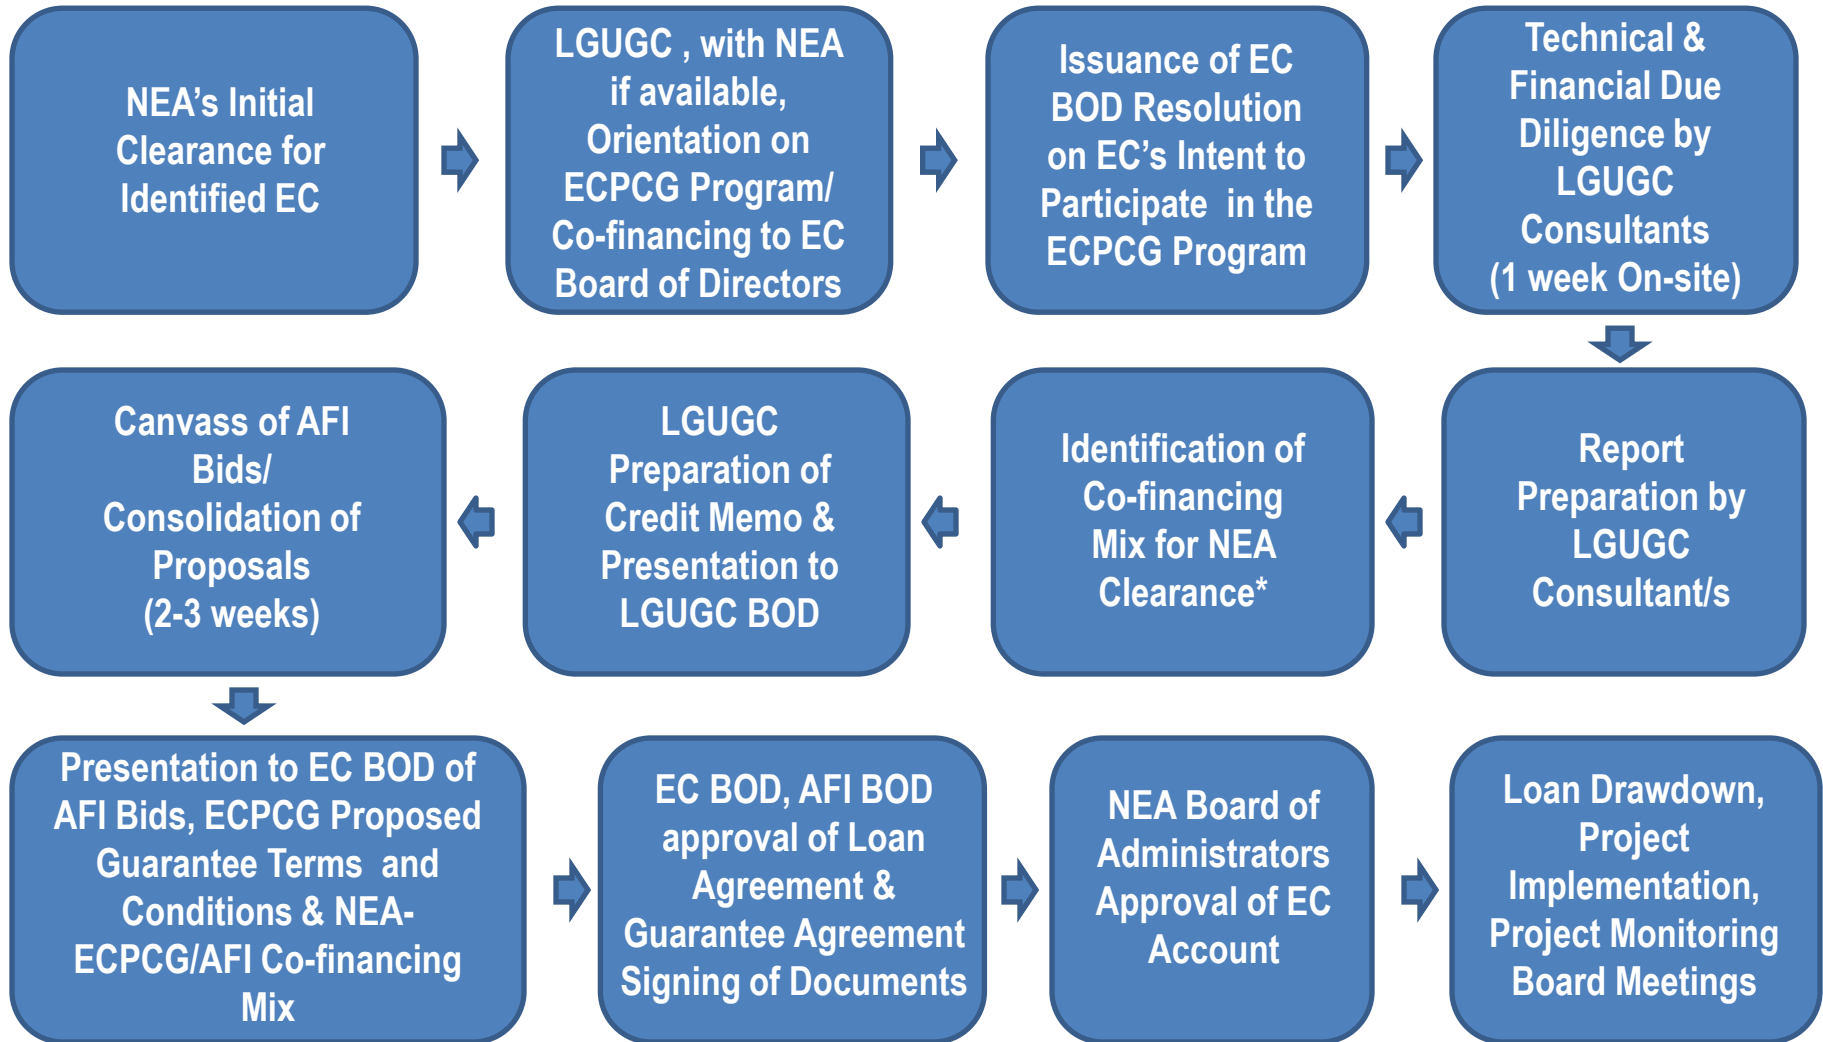 NEA’s Initial
Clearance for
Identified EC
LGUGC , with NEA
if available,
Orientation on
ECPCG Program/
Co-financing to EC
Board of Directors
Issuance of EC
BOD Resolution
on EC’s Intent to
Participate in the
ECPCG Program
Technical &
Financial Due
Diligence by
LGUGC
Consultants
(1 week On-site)
Report
Preparation by
LGUGC
Consultant/s
Identification of
Co-financing
Mix for NEA
Clearance*
LGUGC
Preparation of
Credit Memo &
Presentation to
LGUGC BOD
Canvass of AFI
Bids/
Consolidation of
Proposals
(2-3 weeks)
Presentation to EC BOD of
AFI Bids, ECPCG Proposed
Guarantee Terms and
Conditions & NEA-
ECPCG/AFI Co-financing
Mix
EC BOD, AFI BOD
approval of Loan
Agreement &
Guarantee Agreement
Signing of Documents
NEA Board of
Administrators
Approval of EC
Account
Loan Drawdown,
Project
Implementation,
Project Monitoring
Board Meetings